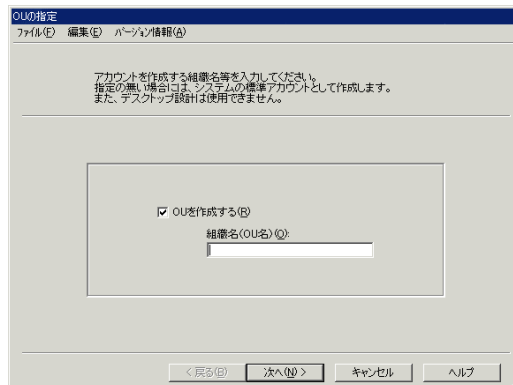 OUの指定
ファイル(F) 編集(E) バージョン情報(A)
アカウントを作成する組織名等を入力してください。
指定の無い場合には、システムの標準アカウントとして作成します。
また、デスクトップ設計は使用できません。
OUを作成する(R)
組織名(OU名)(O):
< 戻る(B) 次へ(N) > キャンセル ヘルプ